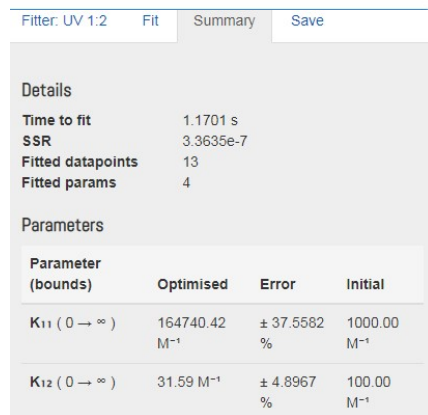 Fitter: UV 1:2 Fit Summary Save
Details
Time to fit 1.1701 s
SSR 3.3635e-7
Fitted datapoints 13
Fitted params 4
Parameters
Parameter
(bounds) Optimised Error Initial
K₁₁ ( 0 → ∞ ) 164740.42 ± 37.5582 1000.00
M⁻¹ % M⁻¹
K₁₂ ( 0 → ∞ ) 31.59 M⁻¹ ± 4.8967 100.00
% M⁻¹